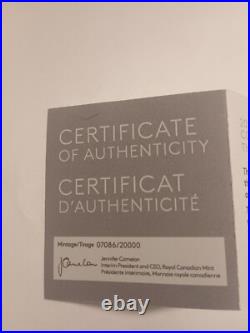 CERTIFICATE
OF AUTHENTICITY
CERTIFICAT
D'AUTHENTICITÉ
Mintage/Tirage 07086/20000
Jennifer Camelon
Interim President and CEO, Royal Canadian Mint
Présidente intérimaire, Monnaie royale canadienne